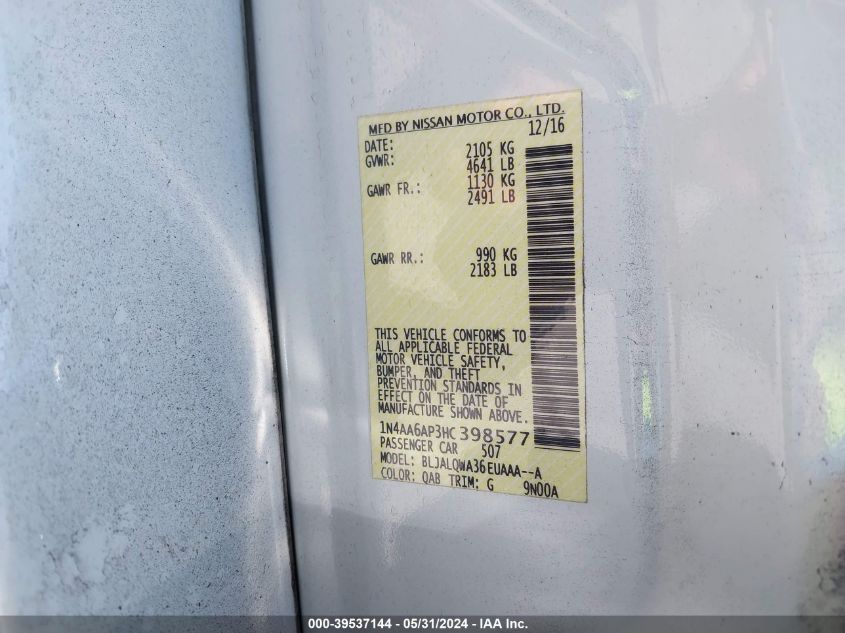 MFD BY NISSAN MOTOR CO., LTD.
DATE: 12/16
GVWR: 2105 KG
4641 LB
GAWR FR.: 1130 KG
2491 LB
GAWR RR.: 990 KG
2183 LB
THIS VEHICLE CONFORMS TO
ALL APPLICABLE FEDERAL
MOTOR VEHICLE SAFETY,
BUMPER, AND THEFT
PREVENTION STANDARDS IN
EFFECT ON THE DATE OF
MANUFACTURE SHOWN ABOVE.
1N4AA6AP3HC398577
PASSENGER CAR 507
MODEL: BLJALQWA36EUAAA--A
COLOR: QAB TRIM: G 9N00A
000-39537144 - 05/31/2024 - IAA Inc.